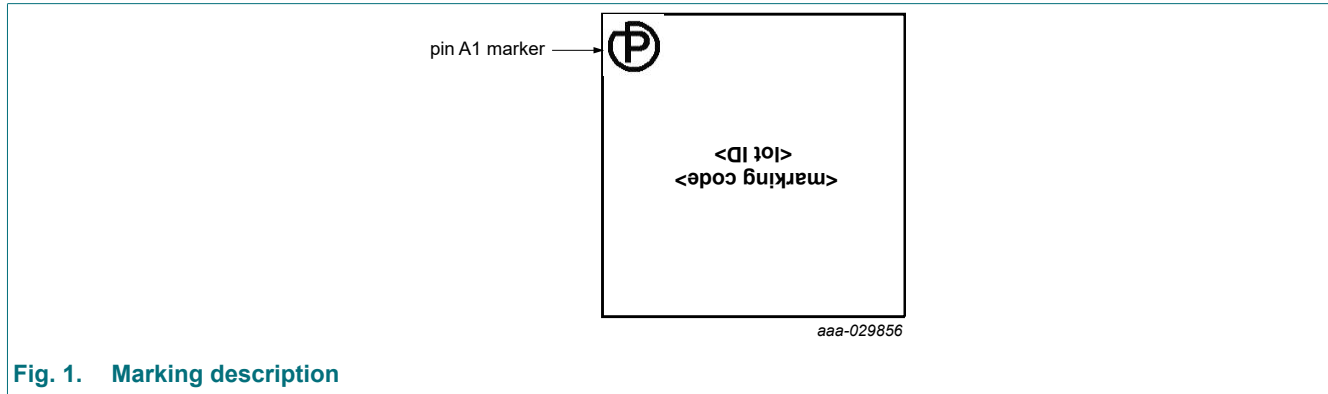 pin A1 marker
P
<lot ID>
<marking code>
aaa-029856
Fig. 1. Marking description